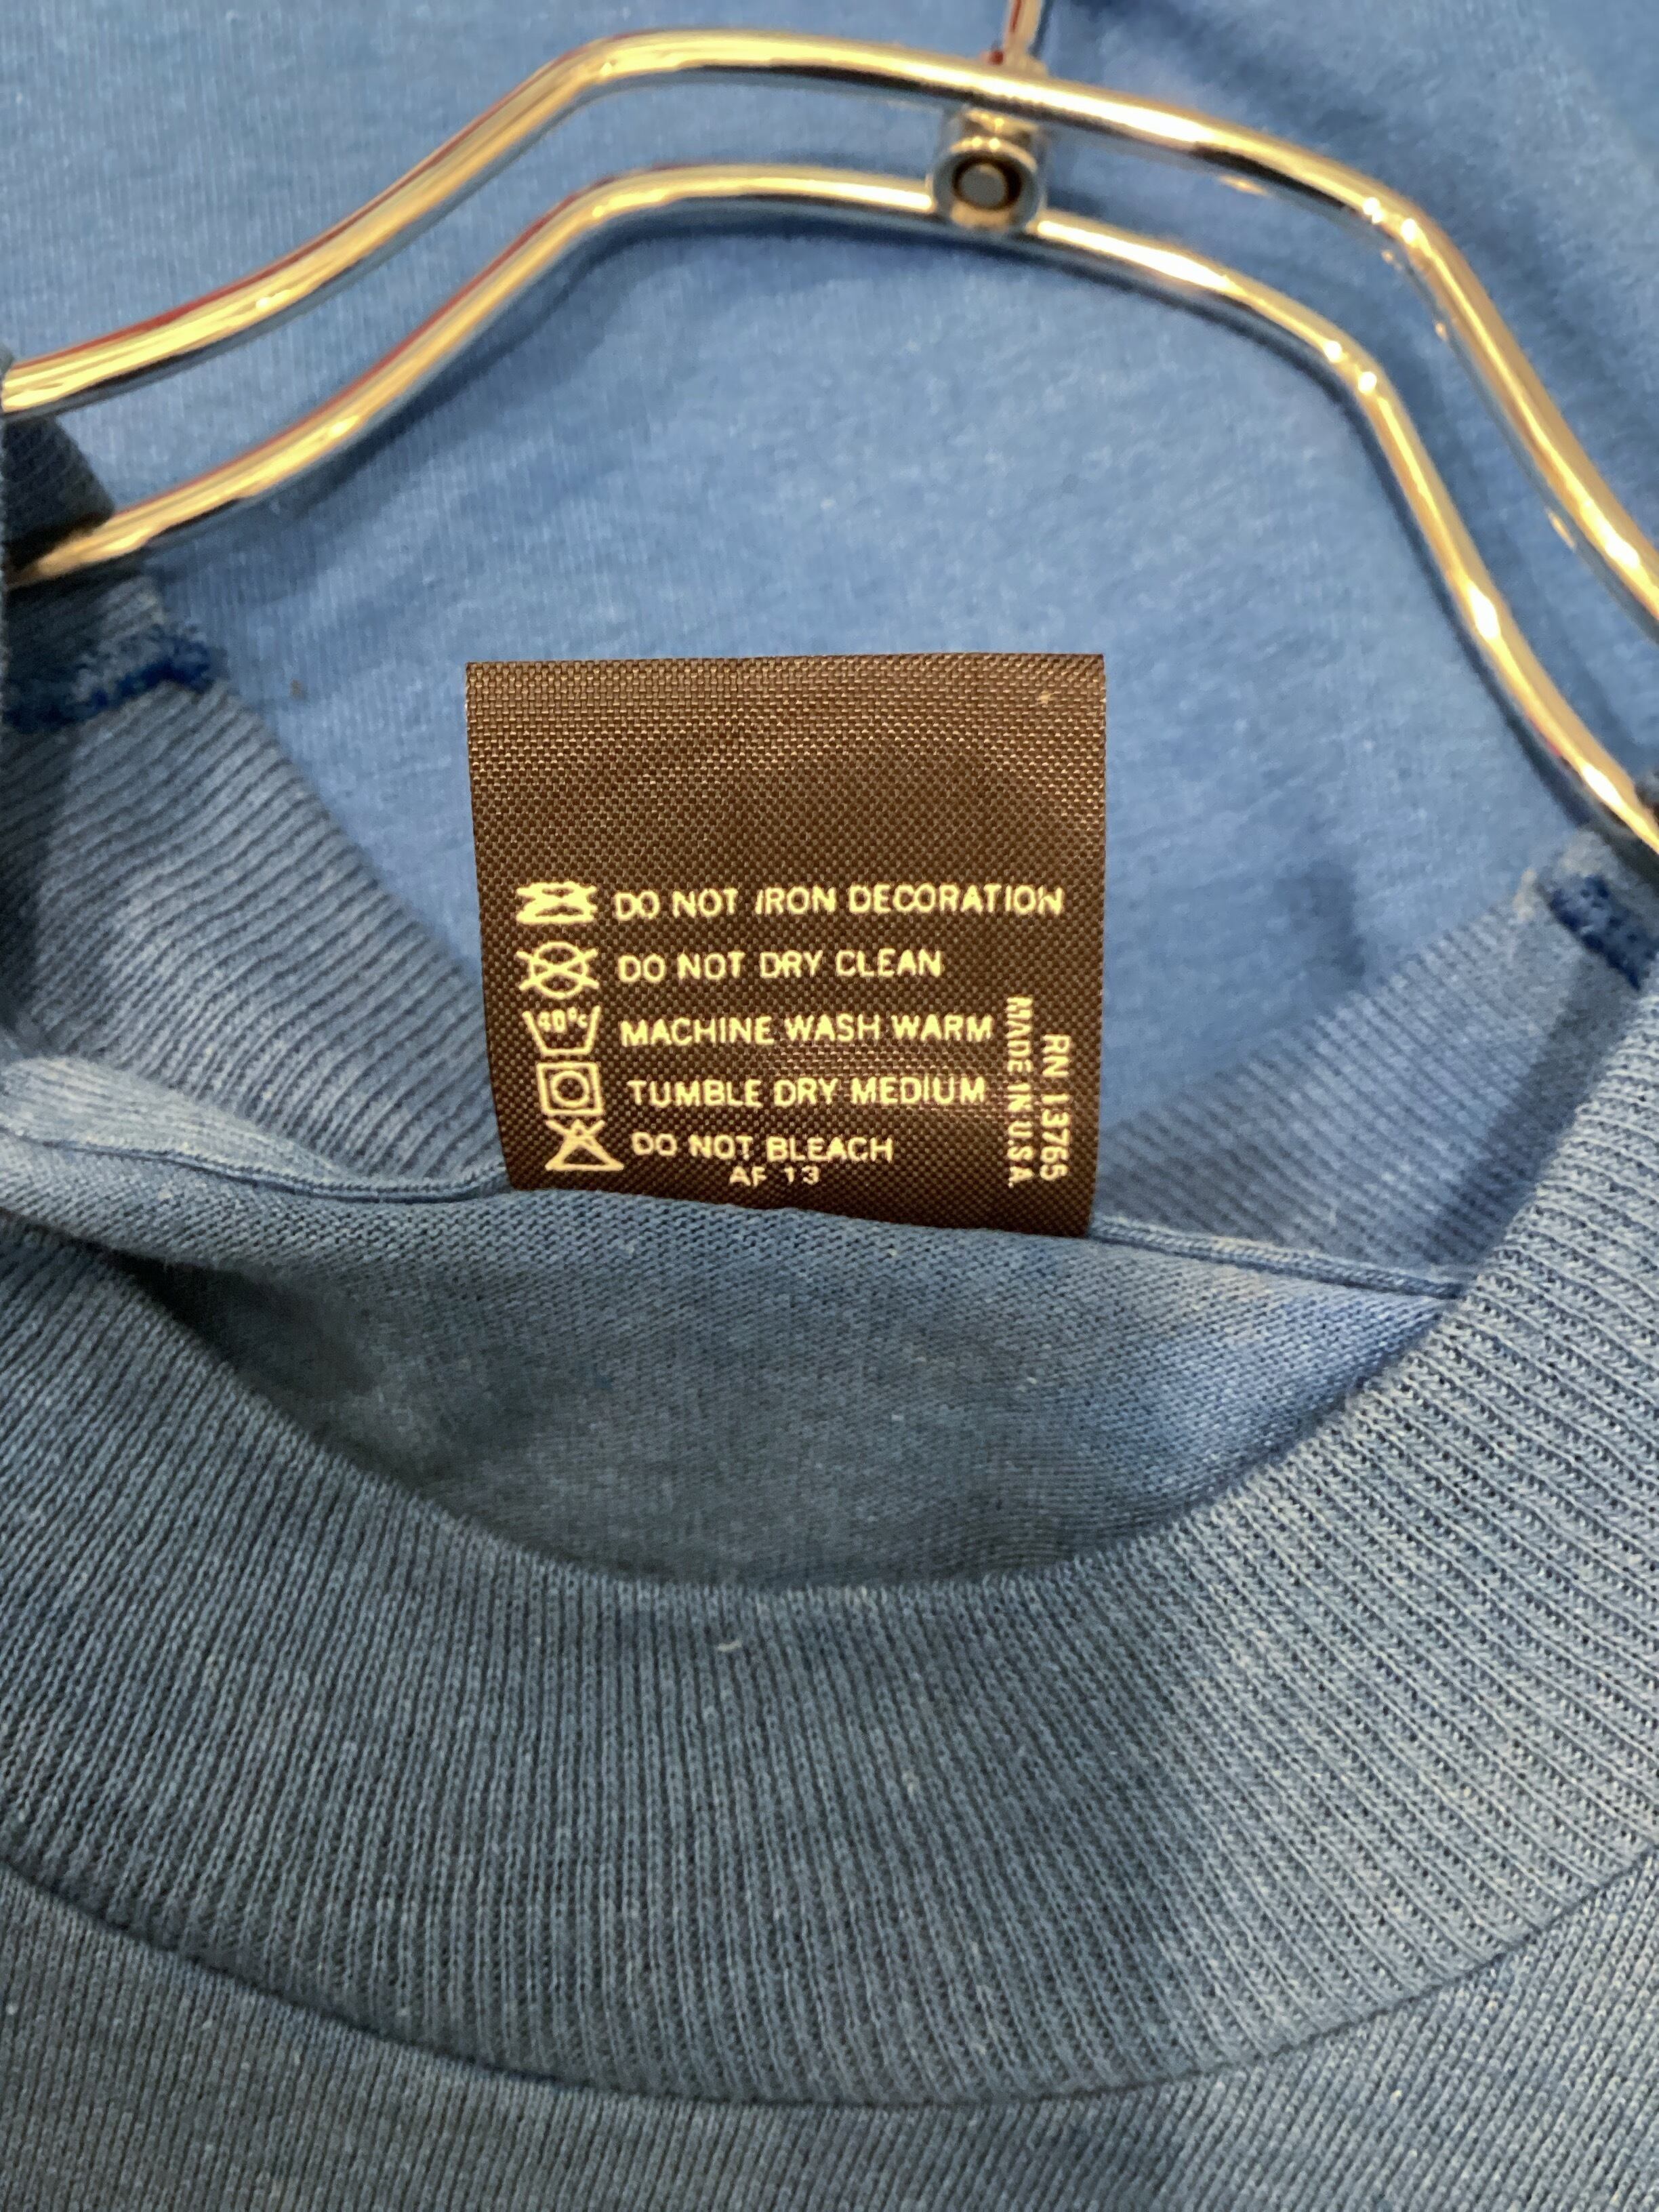 DO NOT IRON DECORATION
DO NOT DRY CLEAN
40°C MACHINE WASH WARM
TUMBLE DRY MEDIUM
DO NOT BLEACH
AF 13
RN 13765
MADE IN U.S.A.